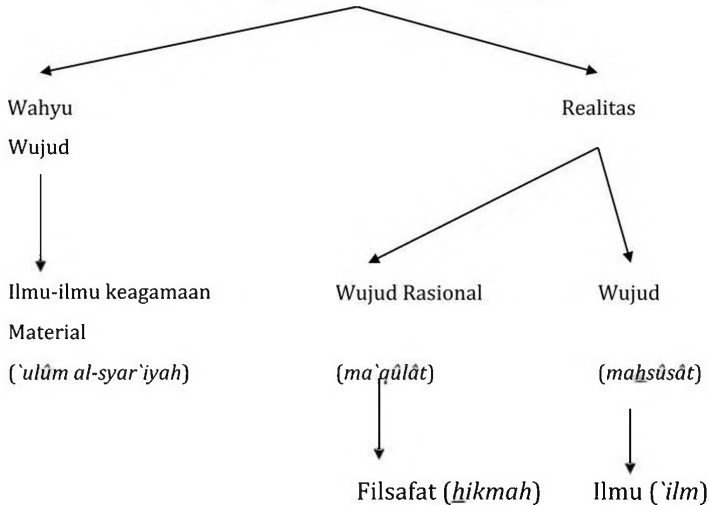 Wahyu Realitas
Wujud
Ilmu-ilmu keagamaan Wujud Rasional Wujud
Material
(`ulûm al-syar`iyah) (ma`qûlât) (mahsûsât)
Filsafat (hikmah) Ilmu (`ilm)